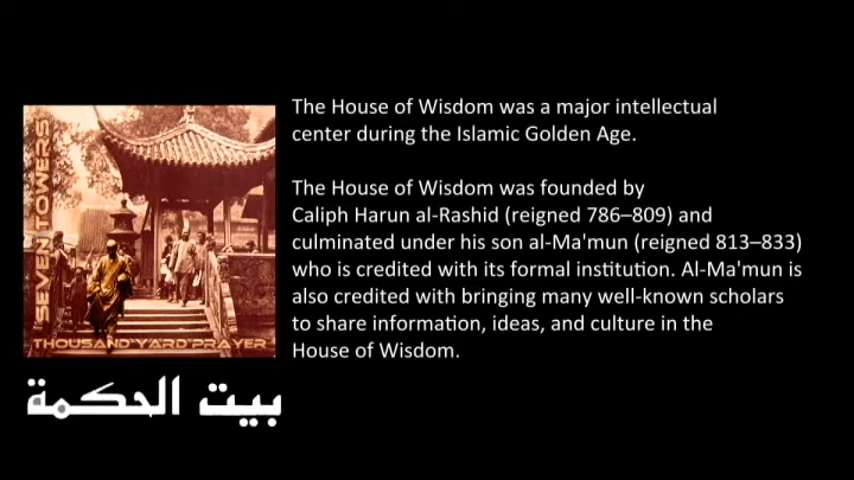 SEVEN TOWERS
THOUSAND YARD PRAYER
بيت الحكمة
The House of Wisdom was a major intellectual
center during the Islamic Golden Age.
The House of Wisdom was founded by
Caliph Harun al-Rashid (reigned 786–809) and
culminated under his son al-Ma'mun (reigned 813–833)
who is credited with its formal institution. Al-Ma'mun is
also credited with bringing many well-known scholars
to share information, ideas, and culture in the
House of Wisdom.